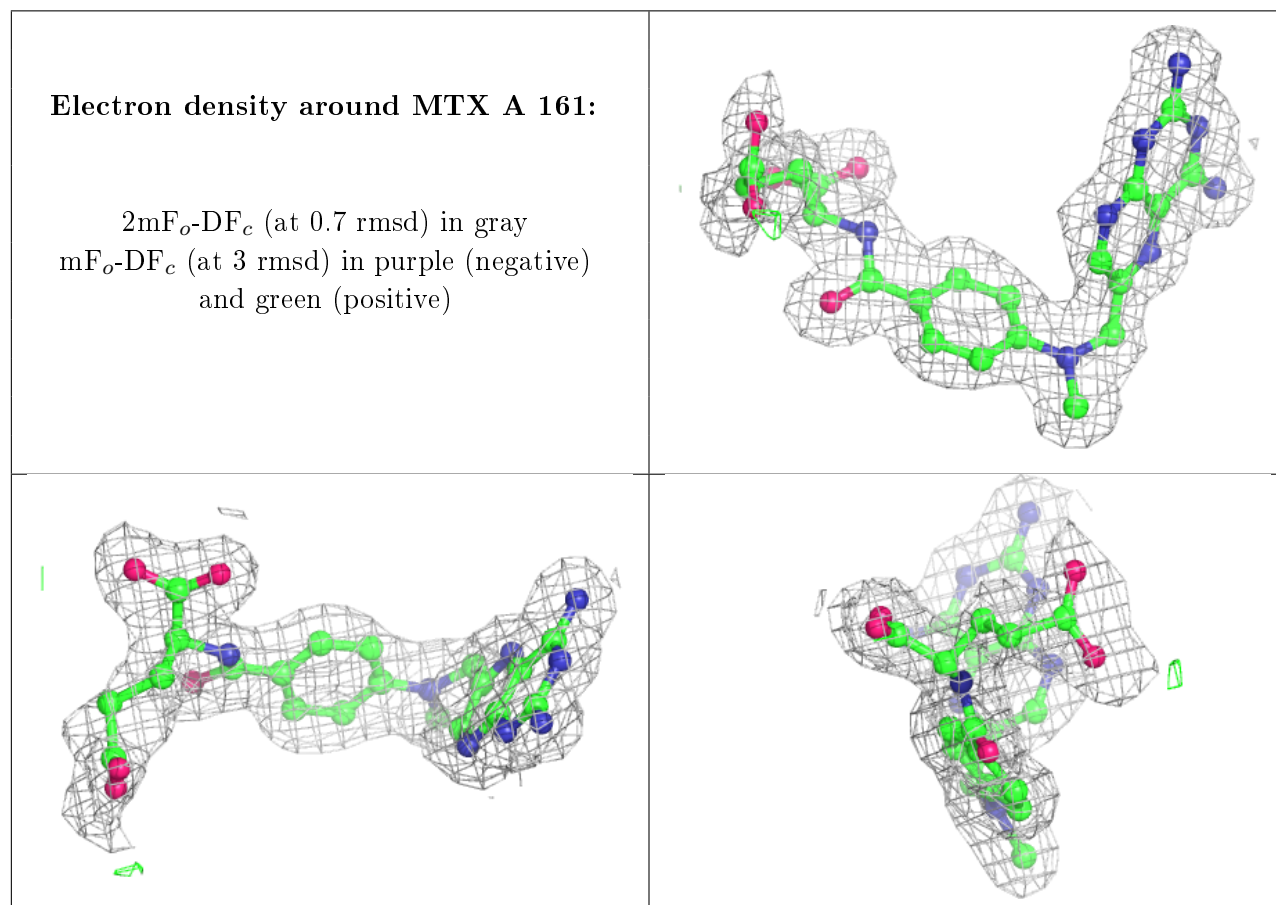 Electron density around MTX A 161:
2mFo-DFc (at 0.7 rmsd) in gray
mFo-DFc (at 3 rmsd) in purple (negative)
and green (positive)